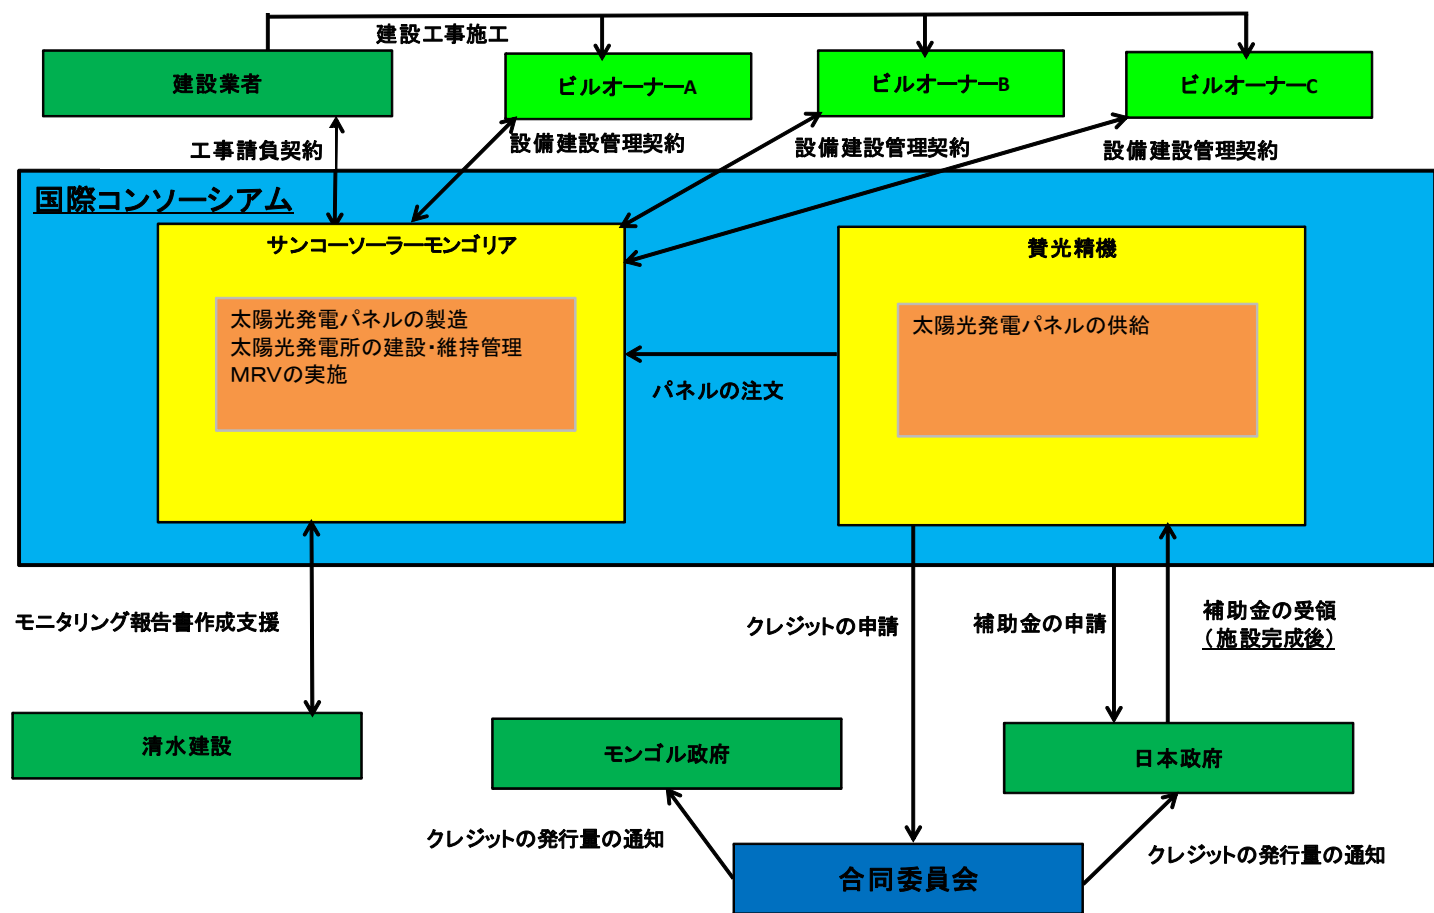 建設工事施工
建設業者
ビルオーナーA
ビルオーナーB
ビルオーナーC
工事請負契約
設備建設管理契約
設備建設管理契約
設備建設管理契約
国際コンソーシアム
サンコーソーラーモンゴリア
賛光精機
太陽光発電パネルの製造
太陽光発電所の建設・維持管理
MRVの実施
太陽光発電パネルの供給
パネルの注文
モニタリング報告書作成支援
クレジットの申請
補助金の申請
補助金の受領
（施設完成後）
清水建設
モンゴル政府
日本政府
クレジットの発行量の通知
クレジットの発行量の通知
合同委員会